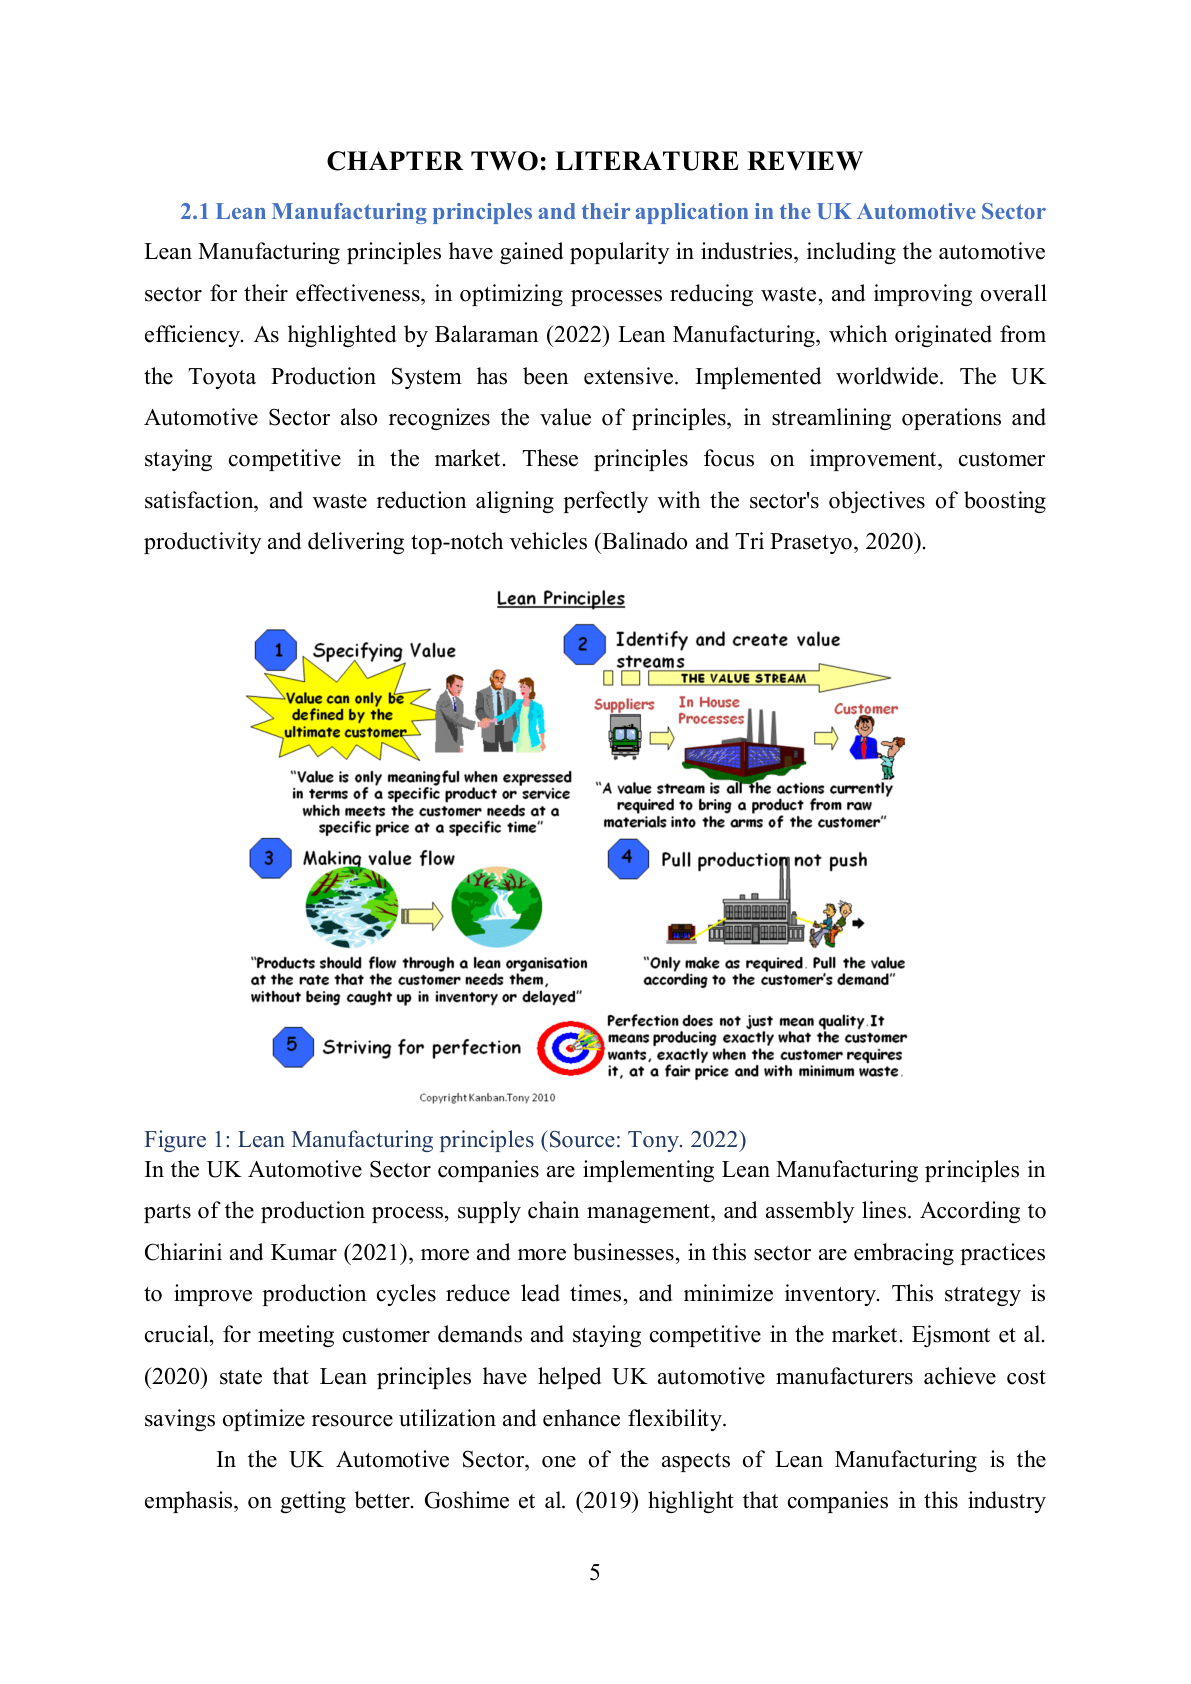 CHAPTER TWO: LITERATURE REVIEW
2.1 Lean Manufacturing principles and their application in the UK Automotive Sector
Lean Manufacturing principles have gained popularity in industries, including the automotive
sector for their effectiveness, in optimizing processes reducing waste, and improving overall
efficiency. As highlighted by Balaraman (2022) Lean Manufacturing, which originated from
the Toyota Production System has been extensive. Implemented worldwide. The UK
Automotive Sector also recognizes the value of principles, in streamlining operations and
staying competitive in the market. These principles focus on improvement, customer
satisfaction, and waste reduction aligning perfectly with the sector's objectives of boosting
productivity and delivering top-notch vehicles (Balinado and Tri Prasetyo, 2020).
Lean Principles
1 Specifying Value
Value can only be
defined by the
ultimate customer
"Value is only meaningful when expressed
in terms of a specific product or service
which meets the customer needs at a
specific price at a specific time"
2 Identify and create value
streams
THE VALUE STREAM
Suppliers
In House
Processes
Customer
"A value stream is all the actions currently
required to bring a product from raw
materials into the arms of the customer"
3 Making value flow
"Products should flow through a lean organisation
at the rate that the customer needs them,
without being caught up in inventory or delayed"
4 Pull production not push
"Only make as required. Pull the value
according to the customer's demand"
5 Striving for perfection
Perfection does not just mean quality.It
means producing exactly what the customer
wants, exactly when the customer requires
it, at a fair price and with minimum waste.
Copyright Kanban.Tony 2010
Figure 1: Lean Manufacturing principles (Source: Tony. 2022)
In the UK Automotive Sector companies are implementing Lean Manufacturing principles in
parts of the production process, supply chain management, and assembly lines. According to
Chiarini and Kumar (2021), more and more businesses, in this sector are embracing practices
to improve production cycles reduce lead times, and minimize inventory. This strategy is
crucial, for meeting customer demands and staying competitive in the market. Ejsmont et al.
(2020) state that Lean principles have helped UK automotive manufacturers achieve cost
savings optimize resource utilization and enhance flexibility.
In the UK Automotive Sector, one of the aspects of Lean Manufacturing is the
emphasis, on getting better. Goshime et al. (2019) highlight that companies in this industry
5